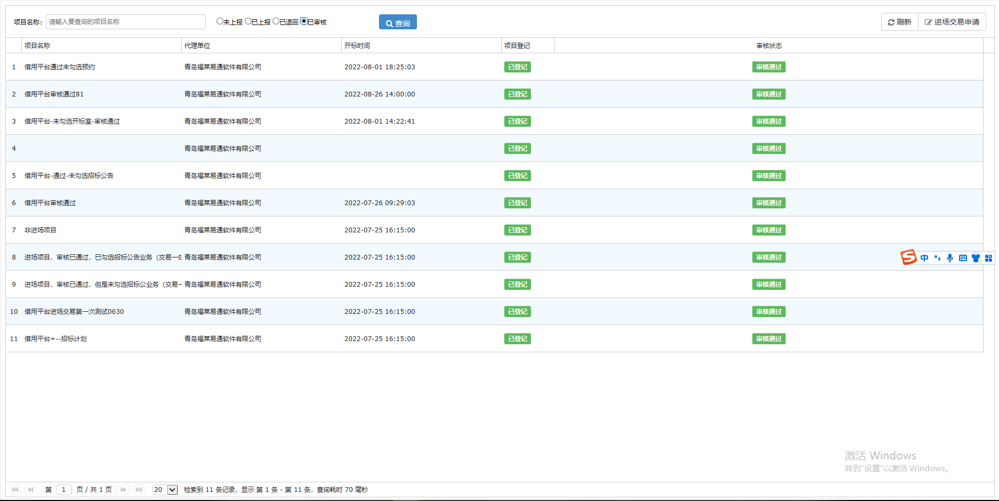 项目名称： 请输入要查询的项目名称 未上报 已上报 已退回 已审核 查询 刷新 进场交易申请
项目名称 代理单位 开标时间 项目登记 审核状态
1 借用平台通过未勾选预约 青岛福莱易通软件有限公司 2022-08-01 18:25:03 已登记 审核通过
2 借用平台审核通过81 青岛福莱易通软件有限公司 2022-08-26 14:00:00 已登记 审核通过
3 借用平台-未勾选开标室-审核通过 青岛福莱易通软件有限公司 2022-08-01 14:22:41 已登记 审核通过
4 青岛福莱易通软件有限公司 已登记 审核通过
5 借用平台-通过-未勾选招标公告 青岛福莱易通软件有限公司 已登记 审核通过
6 借用平台审核通过 青岛福莱易通软件有限公司 2022-07-26 09:29:03 已登记 审核通过
7 非进场项目 青岛福莱易通软件有限公司 2022-07-25 16:15:00 已登记 审核通过
8 进场项目，审核已通过，已勾选招标公告业务（交易一 青岛福莱易通软件有限公司 2022-07-25 16:15:00 已登记 审核通过
中
9 进场项目，审核已通过，但是未勾选招标公业务（交易一 青岛福莱易通软件有限公司 2022-07-25 16:15:00 已登记 审核通过
10 借用平台进场交易第一次测试0630 青岛福莱易通软件有限公司 2022-07-25 16:15:00 已登记 审核通过
11 借用平台=--招标计划 青岛福莱易通软件有限公司 2022-07-25 16:15:00 已登记 审核通过
激活 Windows
转到“设置”以激活 Windows。
第 1 页 / 共 1 页 20 检索到 11 条记录，显示 第 1 条 - 第 11 条，查询耗时 70 毫秒